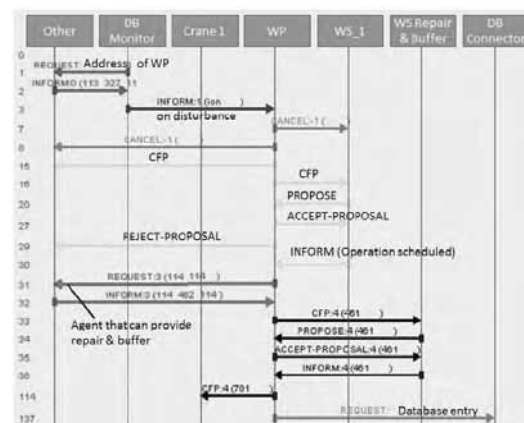 Other DB Monitor Crane 1 WP WS_1 WS Repair & Buffer DB Connector
0
1 REQUEST: Address of WP
2 INFORM:0 (113 327 11
3 INFORM:1 (ion )
on disturbance
7 CANCEL:-1 ( )
8 CANCEL:-1 ( )
15 CFP
16 CFP
20 PROPOSE
27 ACCEPT-PROPOSAL
29 REJECT-PROPOSAL
30 INFORM (Operation scheduled)
31 REQUEST:3 (114 114 )
32 INFORM:3 (114 462 114 )
Agent that can provide
repair & buffer
33 CFP:4 (461 )
34 PROPOSE:4 (461 )
35 ACCEPT-PROPOSAL:4 (461 )
36 INFORM:4 (461 )
114 CFP:4 (701 )
137 REQUEST: Database entry